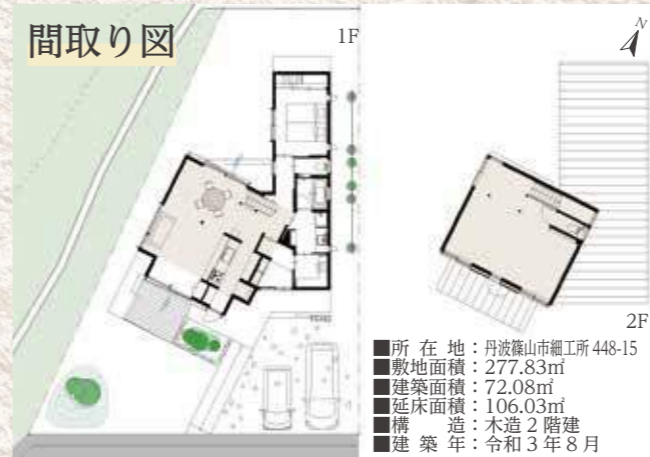 間取り図
1F
N
2F
■所在地：丹波篠山市細工所 448-15
■敷地面積：277.83㎡
■建築面積：72.08㎡
■延床面積：106.03㎡
■構造：木造 2 階建
■建築年：令和 3 年 8 月